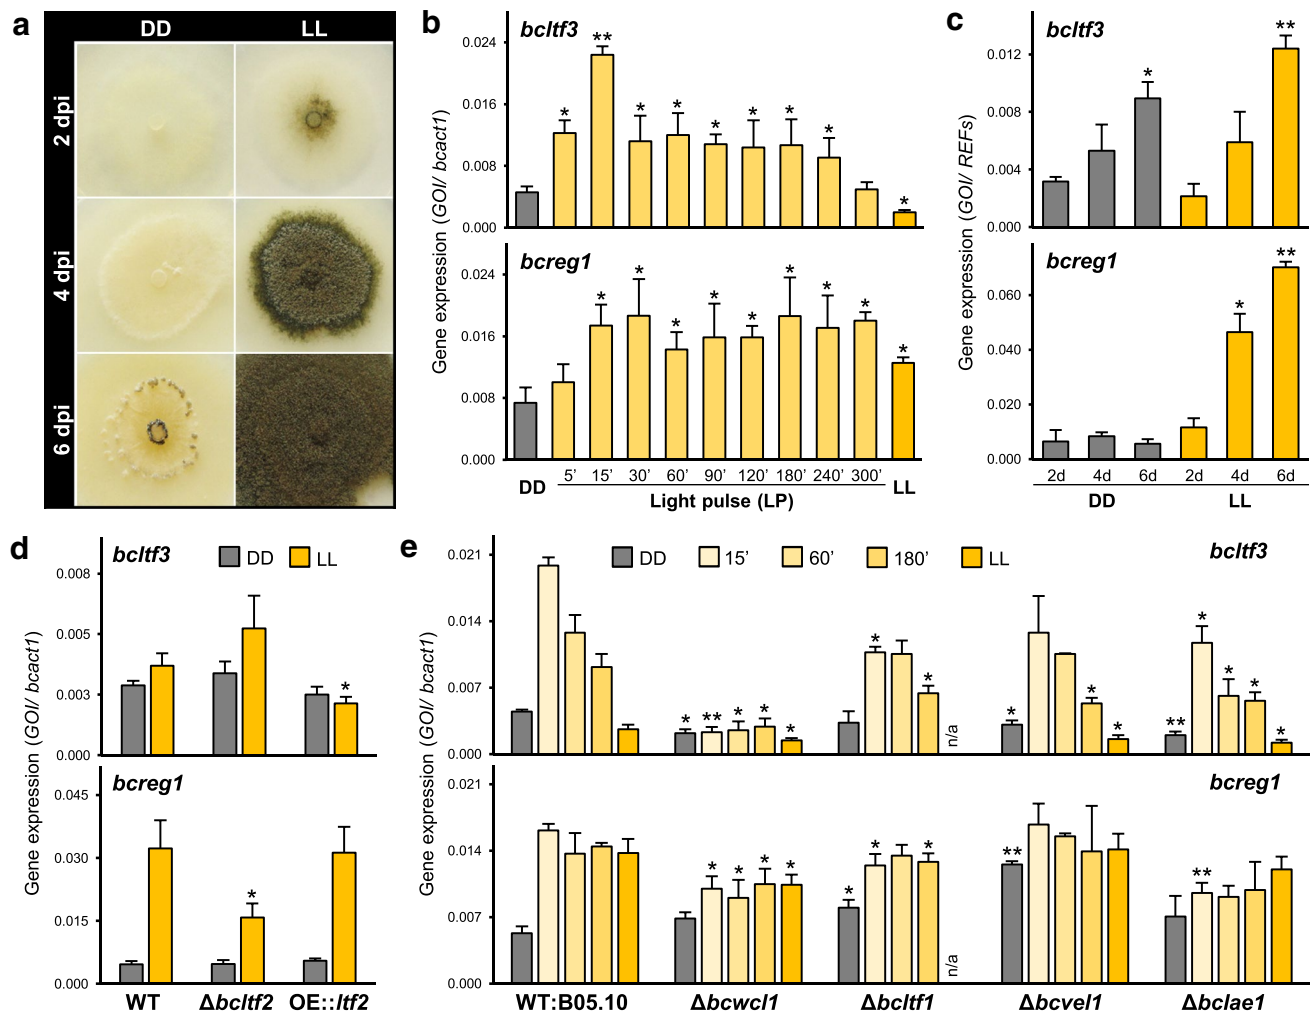 a
DD LL
2 dpi
4 dpi
6 dpi
b
bcltf3
0.024
0.016
0.008
0.000
* ** * * * * * * *
bcreg1
0.024
0.016
0.008
0.000
* * * * * * * * *
Gene expression (GOI/ bcact1)
5’ 15’ 30’ 60’ 90’ 120’ 180’ 240’ 300’
DD Light pulse (LP) LL
c
bcltf3
0.012
0.008
0.004
0.000
* **
bcreg1
0.060
0.040
0.020
0.000
* **
Gene expression (GOI/ REFs)
2d 4d 6d 2d 4d 6d
DD LL
d
bcltf3
DD LL
0.008
0.005
0.003
0.000
*
bcreg1
0.045
0.030
0.015
0.000
*
Gene expression (GOI/ bcact1)
WT Δbcltf2 OE::ltf2
e
DD 15’ 60’ 180’ LL
bcltf3
0.021
0.014
0.007
0.000
* ** * * * * * n/a * * * ** * * * *
bcreg1
0.021
0.014
0.007
0.000
* * * * * * * n/a ** **
Gene expression (GOI/ bcact1)
WT:B05.10 Δbcwcl1 Δbcltf1 Δbcvel1 Δbclae1